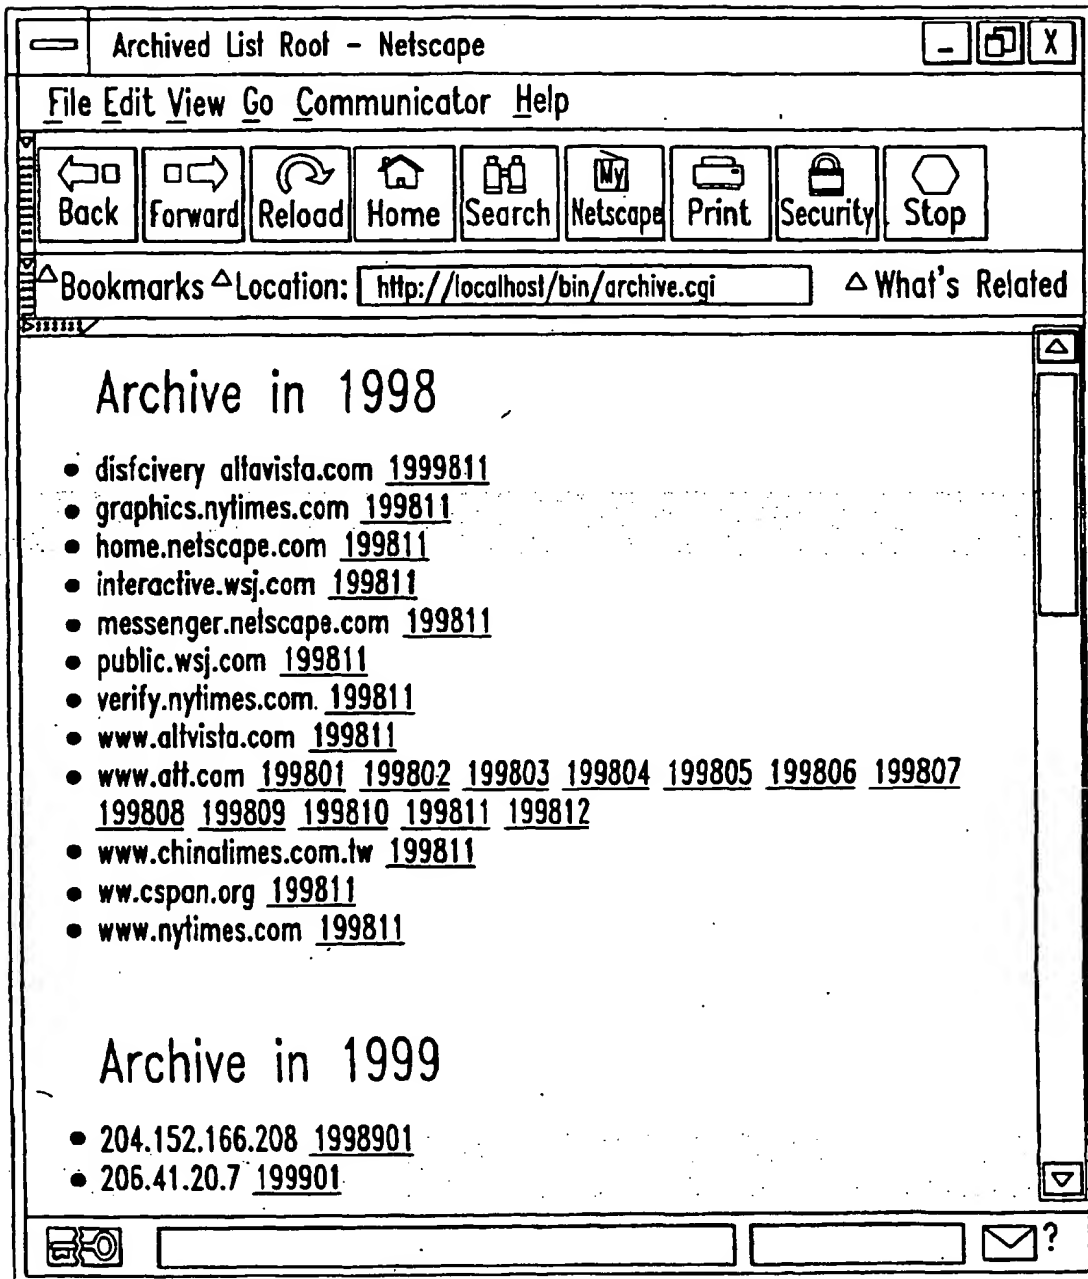 Archived List Root - Netscape
File Edit View Go Communicator Help
Back Forward Reload Home Search My Netscape Print Security Stop
Bookmarks Location: http://localhost/bin/archive.cgi What's Related
Archive in 1998
• disfcivery altavista.com 1999811
• graphics.nytimes.com 199811
• home.netscape.com 199811
• interactive.wsj.com 199811
• messenger.netscape.com 199811
• public.wsj.com 199811
• verify.nytimes.com. 199811
• www.altvista.com 199811
• www.att.com 199801 199802 199803 199804 199805 199806 199807
199808 199809 199810 199811 199812
• www.chinatimes.com.tw 199811
• ww.cspan.org 199811
• www.nytimes.com 199811
Archive in 1999
• 204.152.166.208 1998901
• 206.41.20.7 199901
?